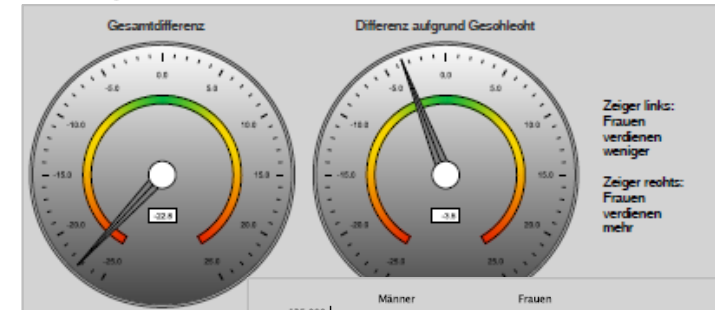 Gesamtdifferenz
Differenz aufgrund Geschlecht
0.0
-5.0
5.0
-10.0
10.0
-15.0
15.0
-20.0
20.0
-25.0
25.0
-22.8
0.0
-5.0
5.0
-10.0
10.0
-15.0
15.0
-20.0
20.0
-25.0
25.0
Zeiger links:
Frauen
verdienen
weniger
Zeiger rechts:
Frauen
verdienen
mehr
Männer
Frauen